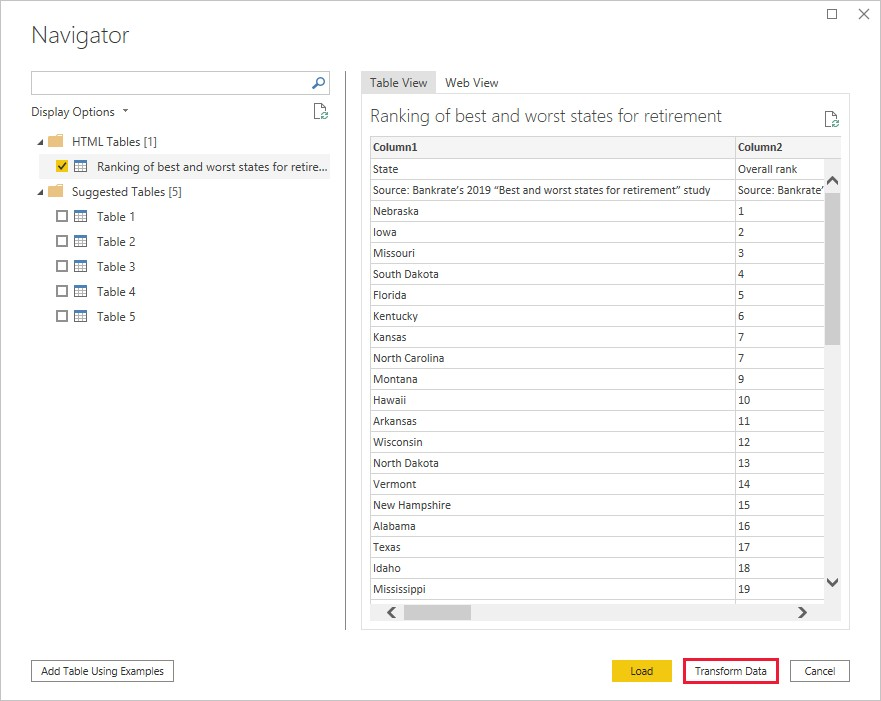 Navigator
Display Options
HTML Tables [1]
Ranking of best and worst states for retire...
Suggested Tables [5]
Table 1
Table 2
Table 3
Table 4
Table 5
Table View Web View
Ranking of best and worst states for retirement
Column1 Column2
State Overall rank
Source: Bankrate’s 2019 “Best and worst states for retirement” study Source: Bankrate’
Nebraska 1
Iowa 2
Missouri 3
South Dakota 4
Florida 5
Kentucky 6
Kansas 7
North Carolina 7
Montana 9
Hawaii 10
Arkansas 11
Wisconsin 12
North Dakota 13
Vermont 14
New Hampshire 15
Alabama 16
Texas 17
Idaho 18
Mississippi 19
Add Table Using Examples Load Transform Data Cancel